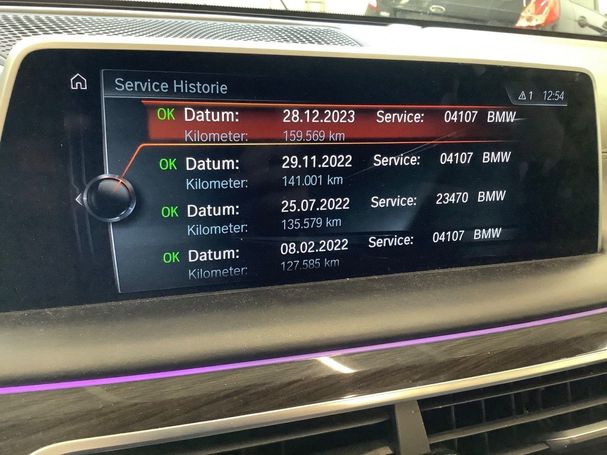 Service Historie
1 12:54
OK Datum: 28.12.2023 Service: 04107 BMW
Kilometer: 159.569 km
OK Datum: 29.11.2022 Service: 04107 BMW
Kilometer: 141.001 km
OK Datum: 25.07.2022 Service: 23470 BMW
Kilometer: 135.579 km
OK Datum: 08.02.2022 Service: 04107 BMW
Kilometer: 127.585 km